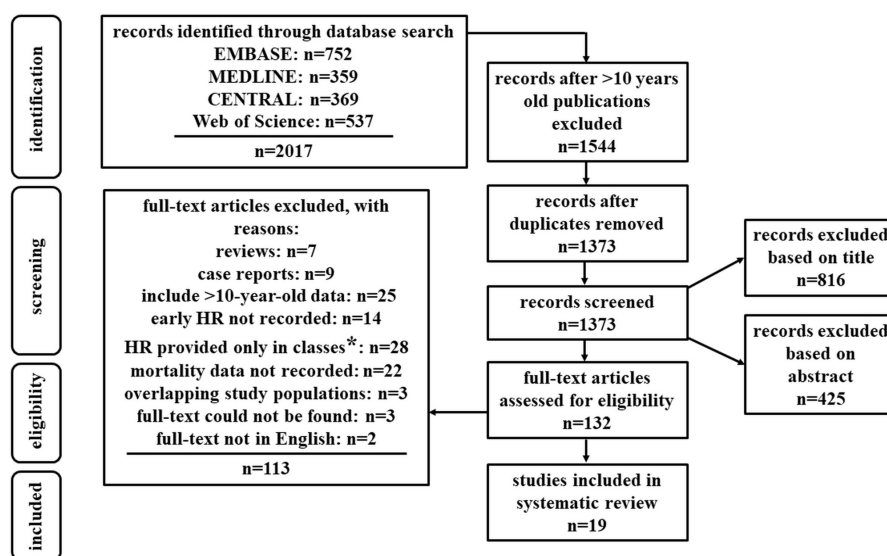 identification
screening
eligibility
included
records identified through database search
EMBASE: n=752
MEDLINE: n=359
CENTRAL: n=369
Web of Science: n=537
n=2017
records after >10 years
old publications
excluded
n=1544
records after
duplicates removed
n=1373
records screened
n=1373
records excluded
based on title
n=816
records excluded
based on
abstract
n=425
full-text articles
assessed for eligibility
n=132
full-text articles excluded, with
reasons:
reviews: n=7
case reports: n=9
include >10-year-old data: n=25
early HR not recorded: n=14
HR provided only in classes*: n=28
mortality data not recorded: n=22
overlapping study populations: n=3
full-text could not be found: n=3
full-text not in English: n=2
n=113
studies included in
systematic review
n=19